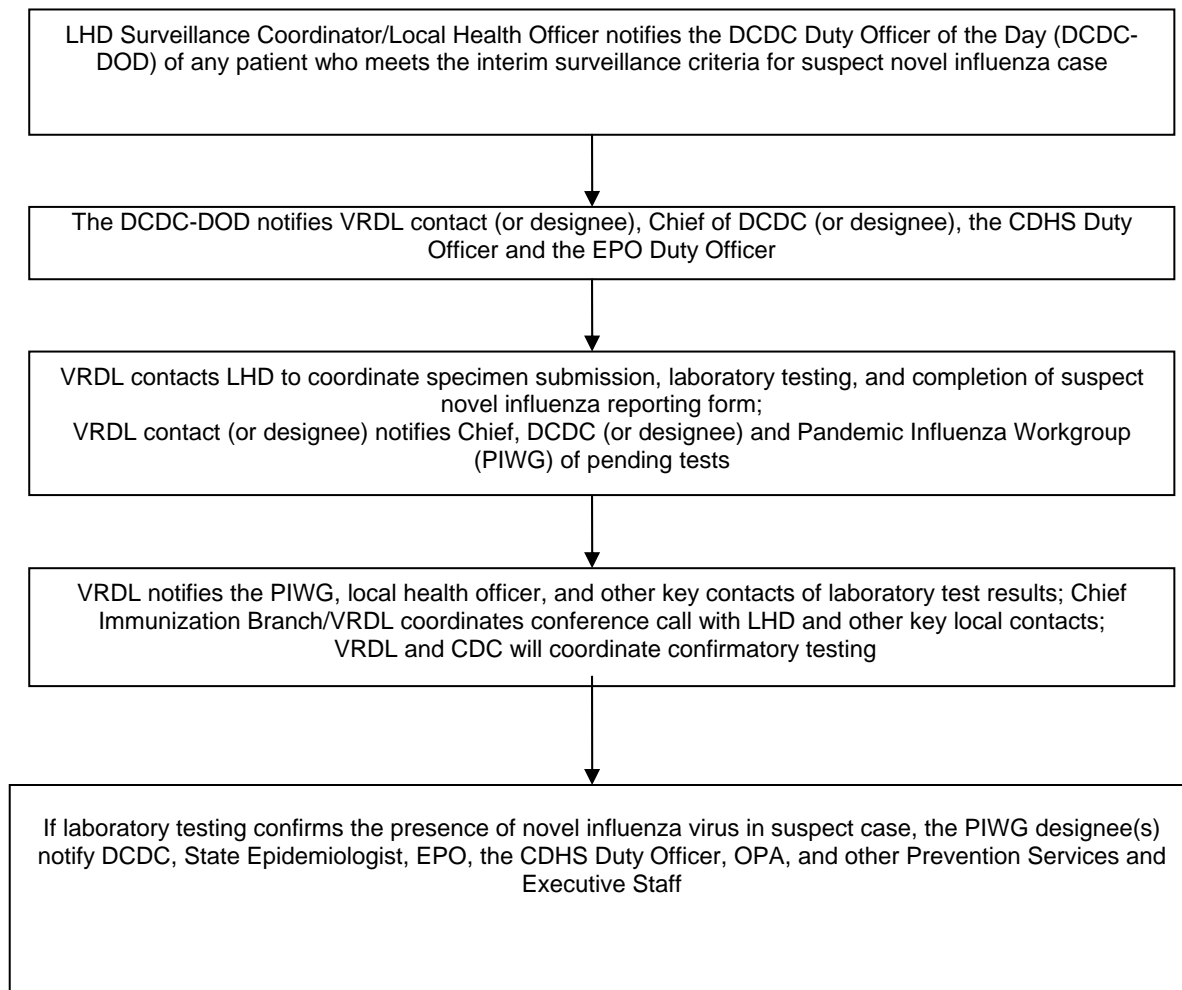 LHD Surveillance Coordinator/Local Health Officer notifies the DCDC Duty Officer of the Day (DCDC-
DOD) of any patient who meets the interim surveillance criteria for suspect novel influenza case
The DCDC-DOD notifies VRDL contact (or designee), Chief of DCDC (or designee), the CDHS Duty
Officer and the EPO Duty Officer
VRDL contacts LHD to coordinate specimen submission, laboratory testing, and completion of suspect
novel influenza reporting form;
VRDL contact (or designee) notifies Chief, DCDC (or designee) and Pandemic Influenza Workgroup
(PIWG) of pending tests
VRDL notifies the PIWG, local health officer, and other key contacts of laboratory test results; Chief
Immunization Branch/VRDL coordinates conference call with LHD and other key local contacts;
VRDL and CDC will coordinate confirmatory testing
If laboratory testing confirms the presence of novel influenza virus in suspect case, the PIWG designee(s)
notify DCDC, State Epidemiologist, EPO, the CDHS Duty Officer, OPA, and other Prevention Services and
Executive Staff